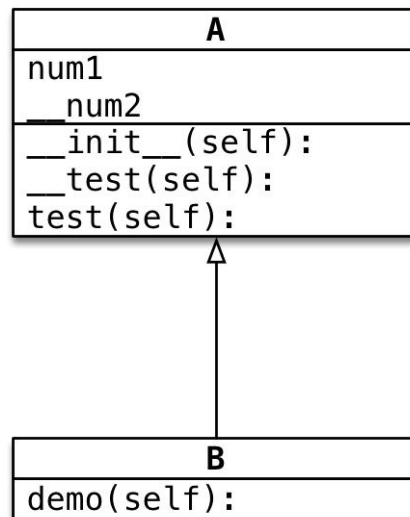 A
num1
__num2
__init__(self):
__test(self):
test(self):
B
demo(self):